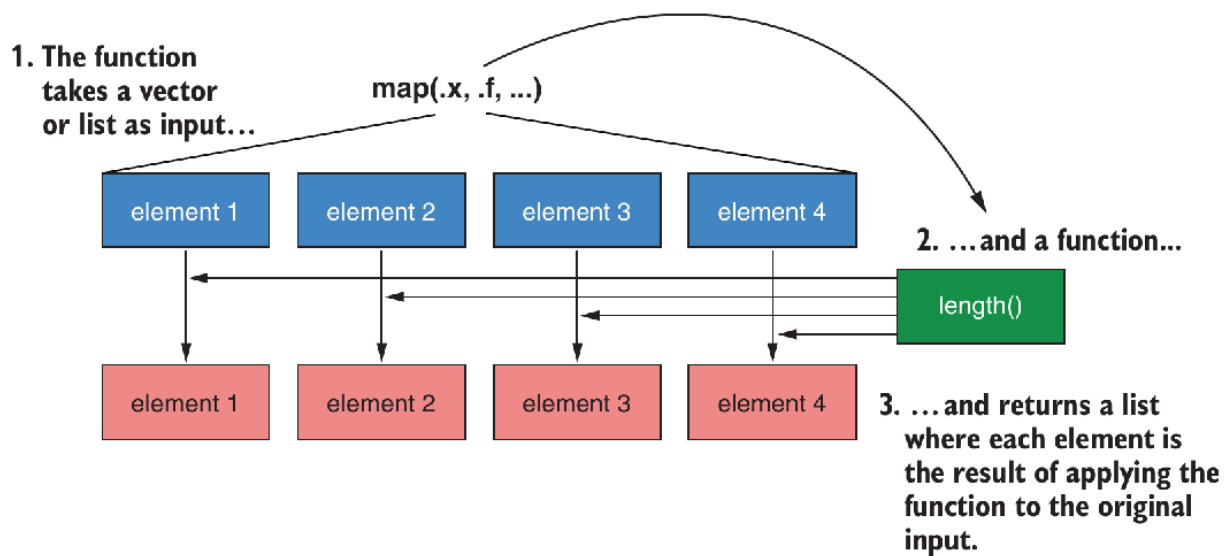 1. The function
takes a vector
or list as input…
map(.x, .f, ...)
element 1
element 2
element 3
element 4
2. …and a function...
length()
element 1
element 2
element 3
element 4
3. …and returns a list
where each element is
the result of applying the
function to the original
input.